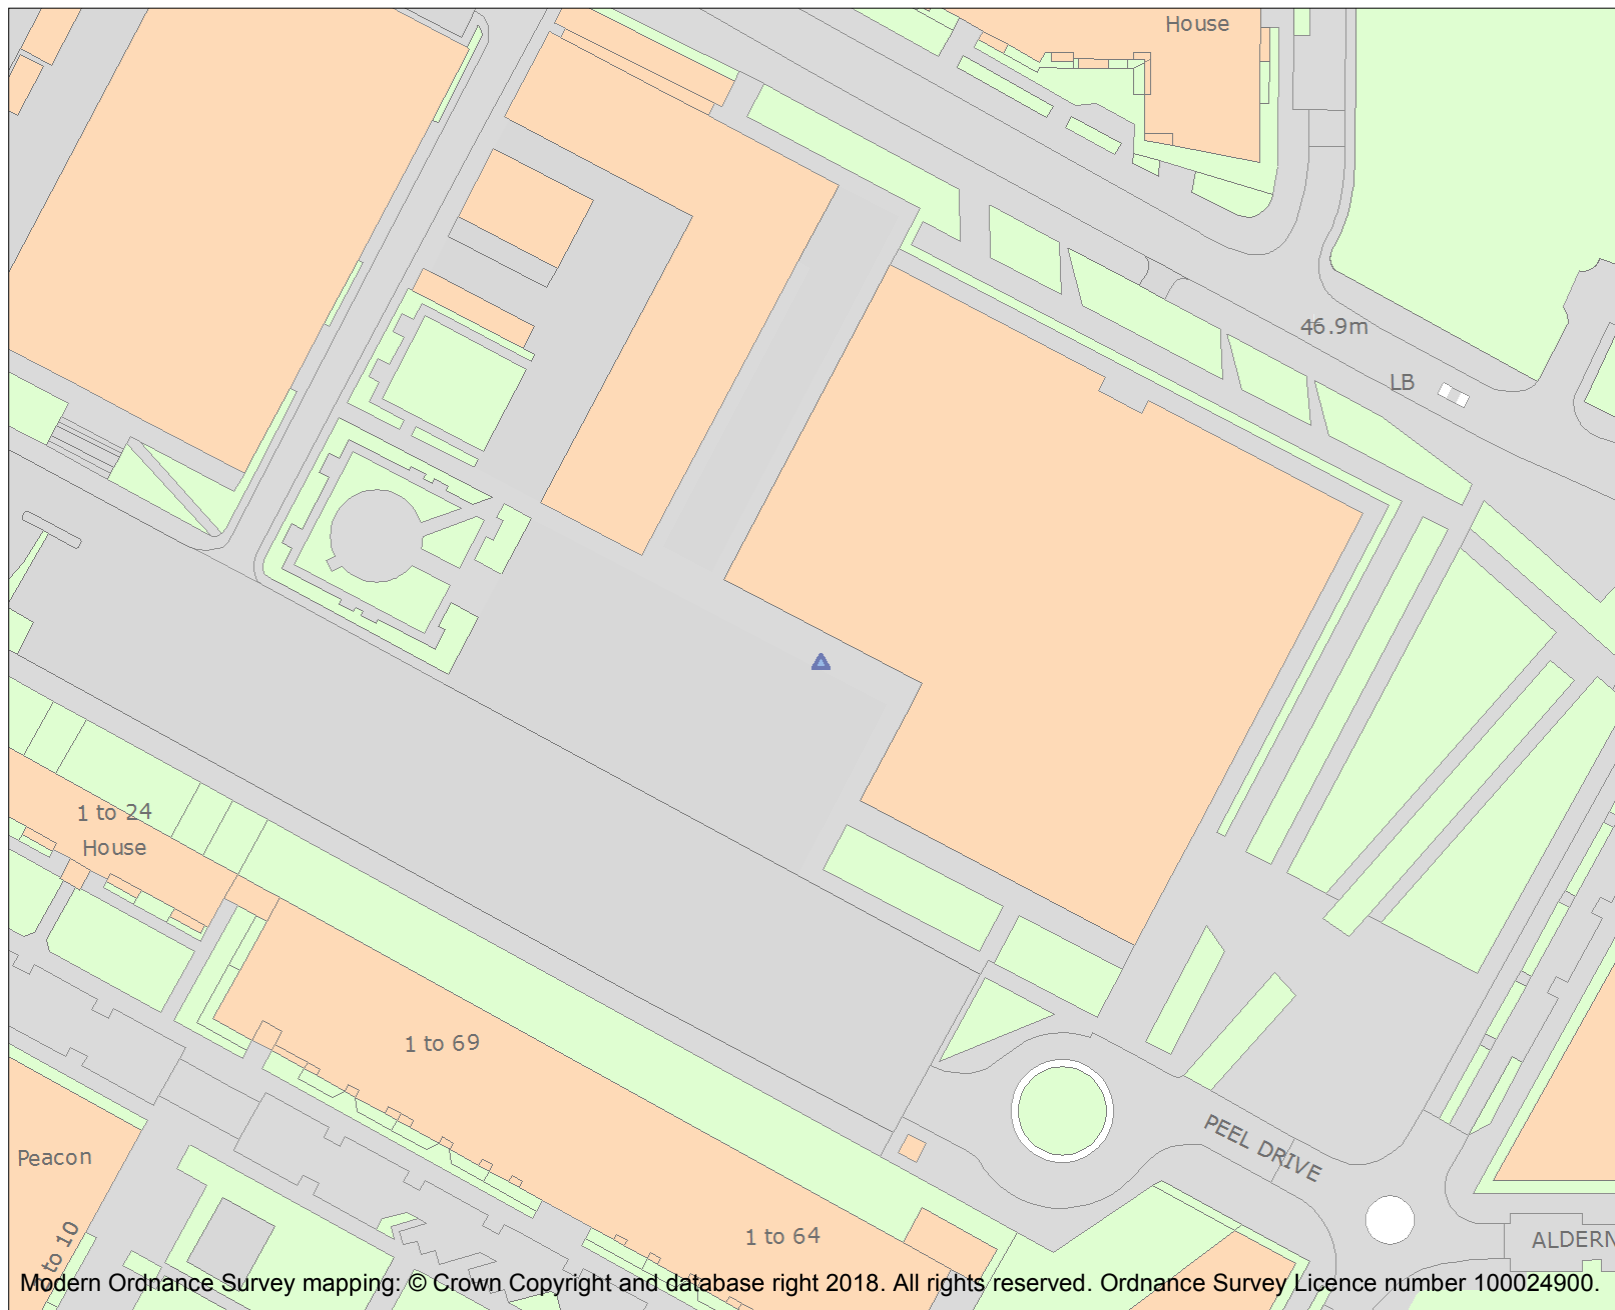 House
46.9m
LB
1 to 24
House
1 to 69
PEEL DRIVE
Peacon
1 to 64
to 10
ALDERN
Modern Ordnance Survey mapping: © Crown Copyright and database right 2018. All rights reserved. Ordnance Survey Licence number 100024900.